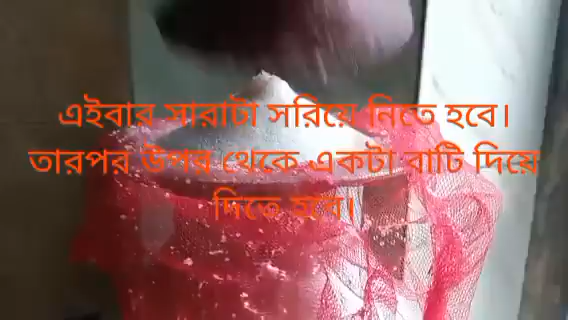 এইবার সারাটা সরিয়ে নিতে হবে।
তারপর উপর থেকে একটা বাটি দিয়ে
দিতে হবে।